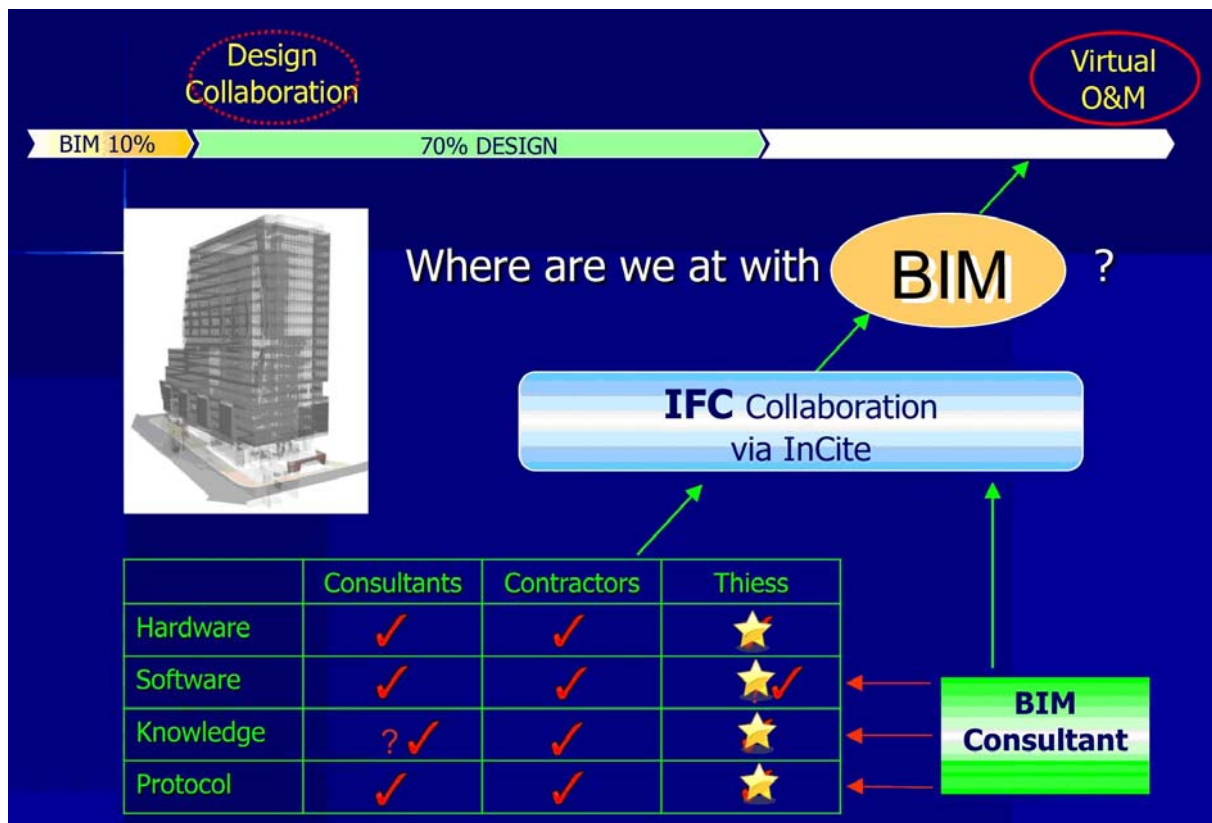 Design
Collaboration
Virtual
O&M
BIM 10%
70% DESIGN
Where are we at with BIM ?
IFC Collaboration
via InCite
Consultants Contractors Thiess
Hardware
Software
Knowledge ?
Protocol
BIM
Consultant